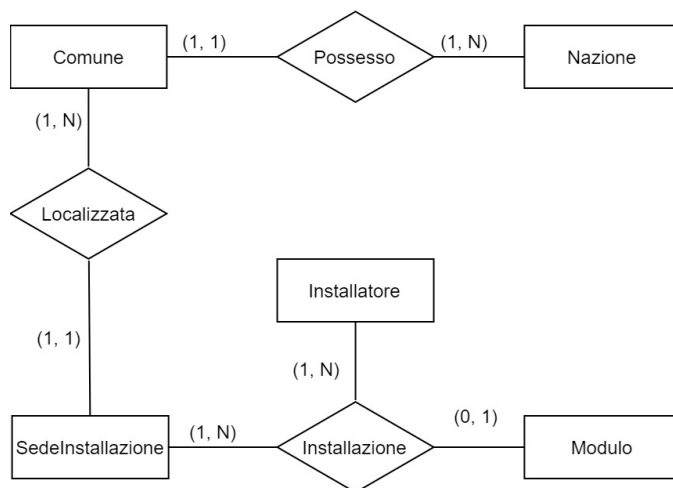 (1, 1)
(1, N)
Comune
Possesso
Nazione
(1, N)
Localizzata
Installatore
(1, 1)
(1, N)
(1, N)
(0, 1)
SedeInstallazione
Installazione
Modulo